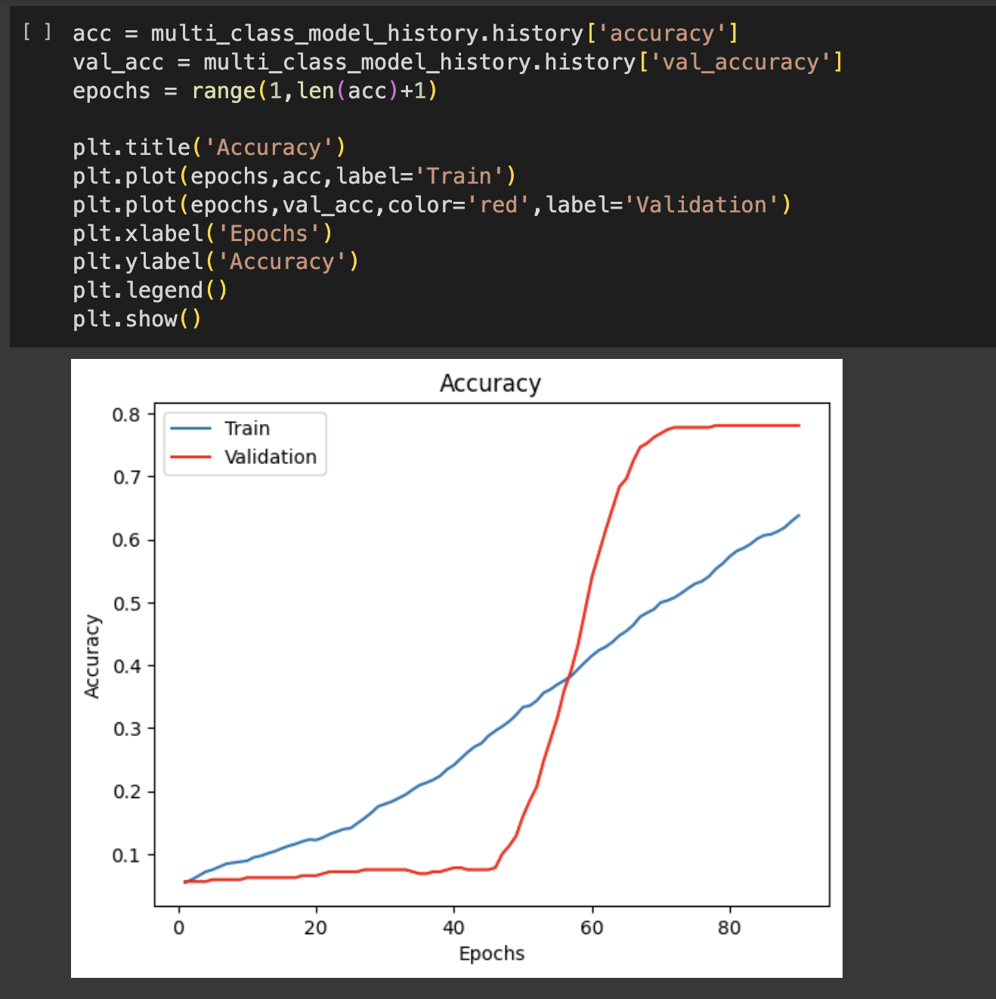 [ ] acc = multi_class_model_history.history['accuracy']
val_acc = multi_class_model_history.history['val_accuracy']
epochs = range(1,len(acc)+1)
plt.title('Accuracy')
plt.plot(epochs,acc,label='Train')
plt.plot(epochs,val_acc,color='red',label='Validation')
plt.xlabel('Epochs')
plt.ylabel('Accuracy')
plt.legend()
plt.show()
Accuracy
Train
Validation
0.8
0.7
0.6
0.5
0.4
0.3
0.2
0.1
Accuracy
0 20 40 60 80
Epochs